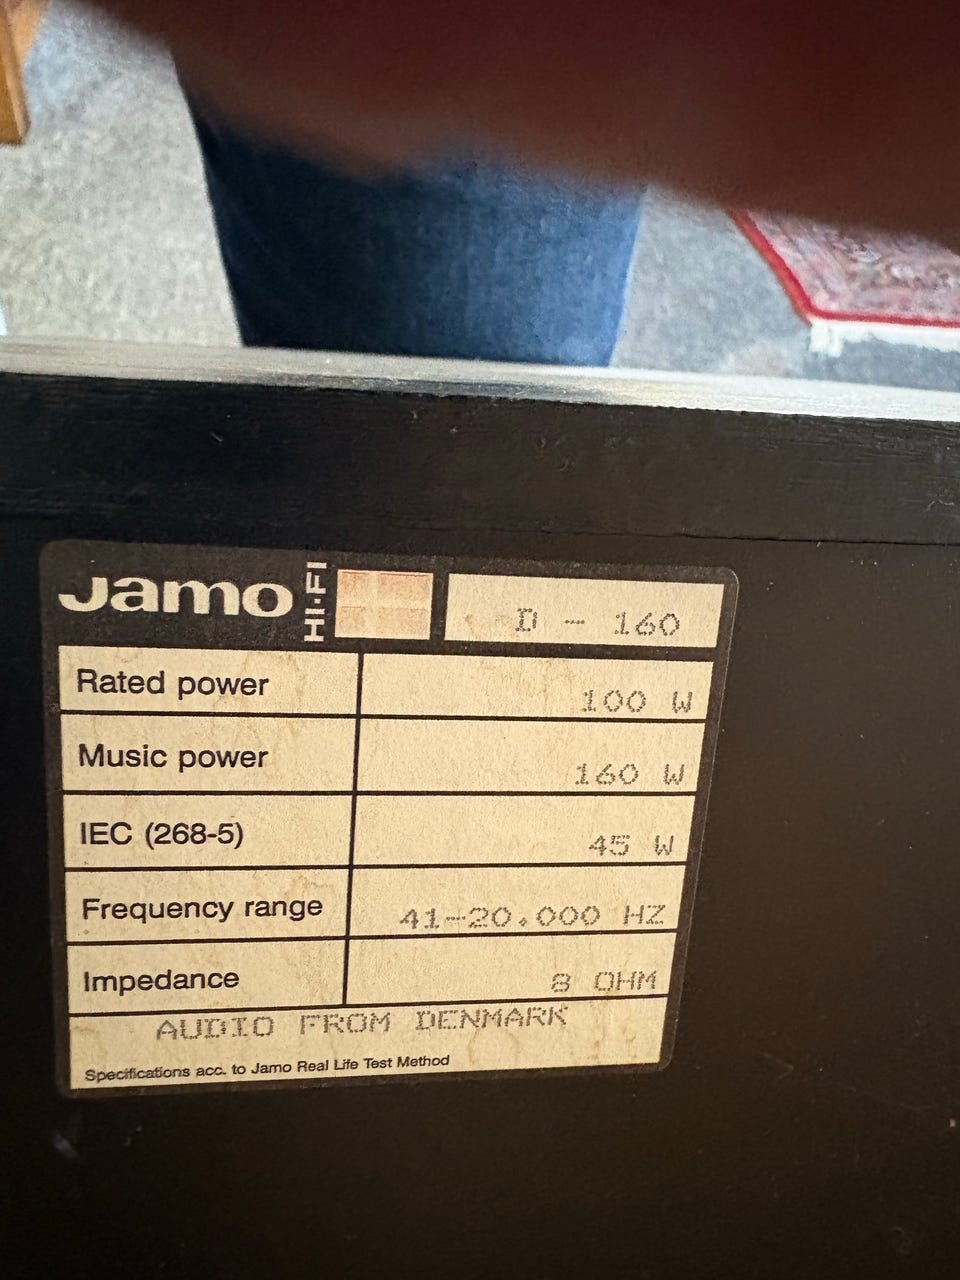 Jamo HI-FI D - 160
Rated power 100 W
Music power 160 W
IEC (268-5) 45 W
Frequency range 41-20.000 HZ
Impedance 8 OHM
AUDIO FROM DENMARK
Specifications acc. to Jamo Real Life Test Method